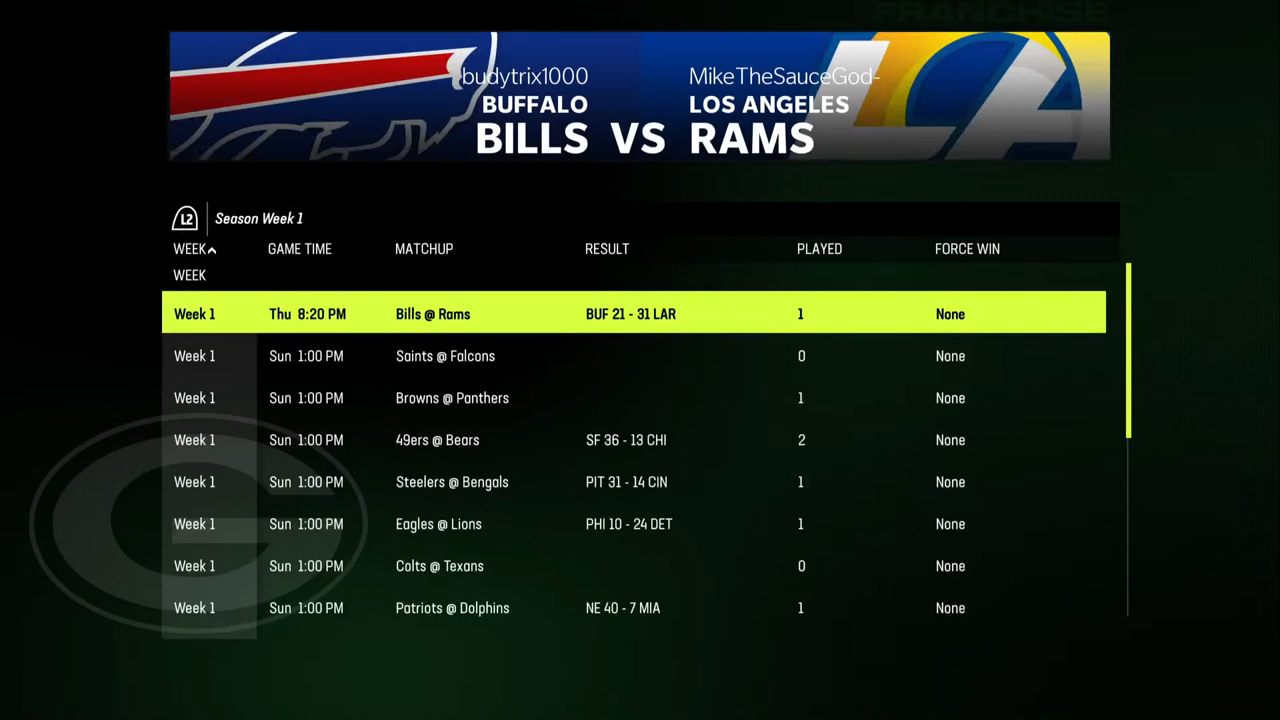 FRANCHISE
budytrix1000 MikeTheSauceGod-
BUFFALO LOS ANGELES
BILLS VS RAMS
L2 Season Week 1
WEEK GAME TIME MATCHUP RESULT PLAYED FORCE WIN
WEEK
Week 1 Thu 8:20 PM Bills @ Rams BUF 21 - 31 LAR 1 None
Week 1 Sun 1:00 PM Saints @ Falcons 0 None
Week 1 Sun 1:00 PM Browns @ Panthers 1 None
Week 1 Sun 1:00 PM 49ers @ Bears SF 36 - 13 CHI 2 None
Week 1 Sun 1:00 PM Steelers @ Bengals PIT 31 - 14 CIN 1 None
Week 1 Sun 1:00 PM Eagles @ Lions PHI 10 - 24 DET 1 None
Week 1 Sun 1:00 PM Colts @ Texans 0 None
Week 1 Sun 1:00 PM Patriots @ Dolphins NE 40 - 7 MIA 1 None